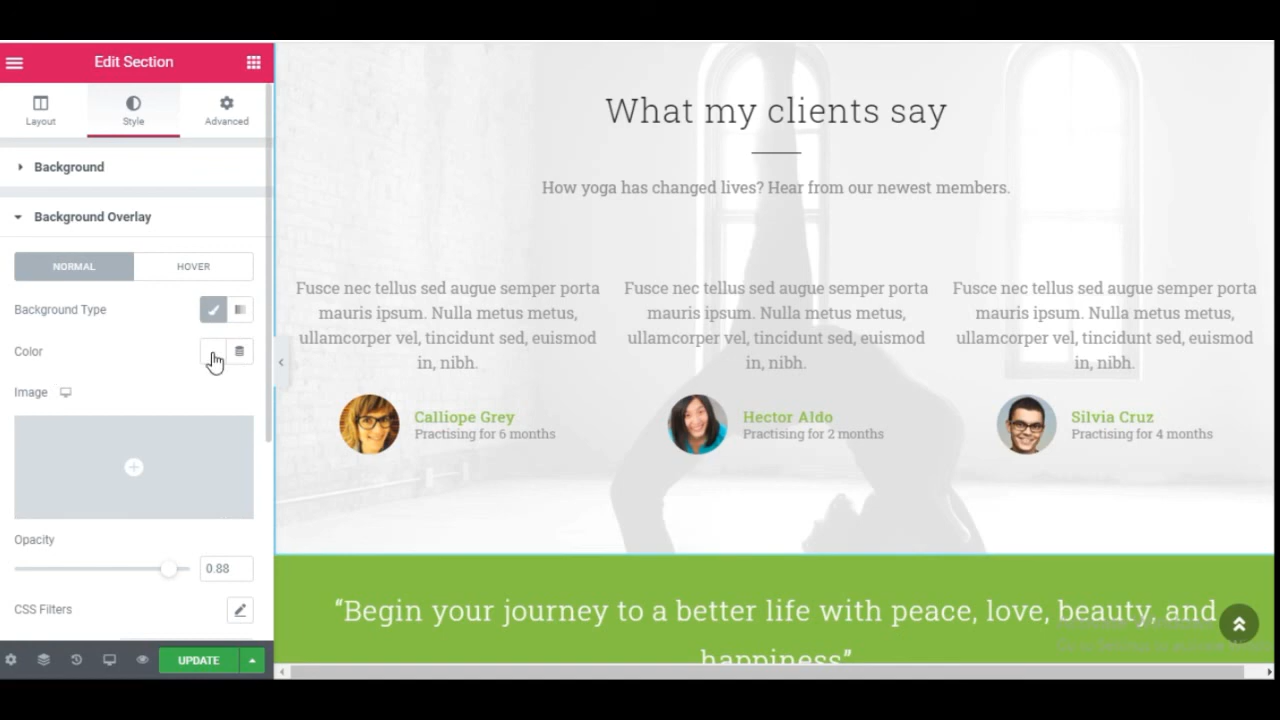 Edit Section
Layout
Style
Advanced
Background
Background Overlay
NORMAL
HOVER
Background Type
Color
Image
Opacity
0.88
CSS Filters
UPDATE
What my clients say
How yoga has changed lives? Hear from our newest members.
Fusce nec tellus sed augue semper porta
mauris ipsum. Nulla metus metus,
ullamcorper vel, tincidunt sed, euismod
in, nibh.
Calliope Grey
Practising for 6 months
Fusce nec tellus sed augue semper porta
mauris ipsum. Nulla metus metus,
ullamcorper vel, tincidunt sed, euismod
in, nibh.
Hector Aldo
Practising for 2 months
Fusce nec tellus sed augue semper porta
mauris ipsum. Nulla metus metus,
ullamcorper vel, tincidunt sed, euismod
in, nibh.
Silvia Cruz
Practising for 4 months
“Begin your journey to a better life with peace, love, beauty, and
happiness”